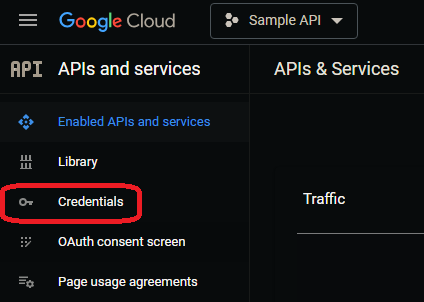 Google Cloud
Sample API
API
APIs and services
APIs & Services
Enabled APIs and services
Library
Credentials
Traffic
OAuth consent screen
Page usage agreements